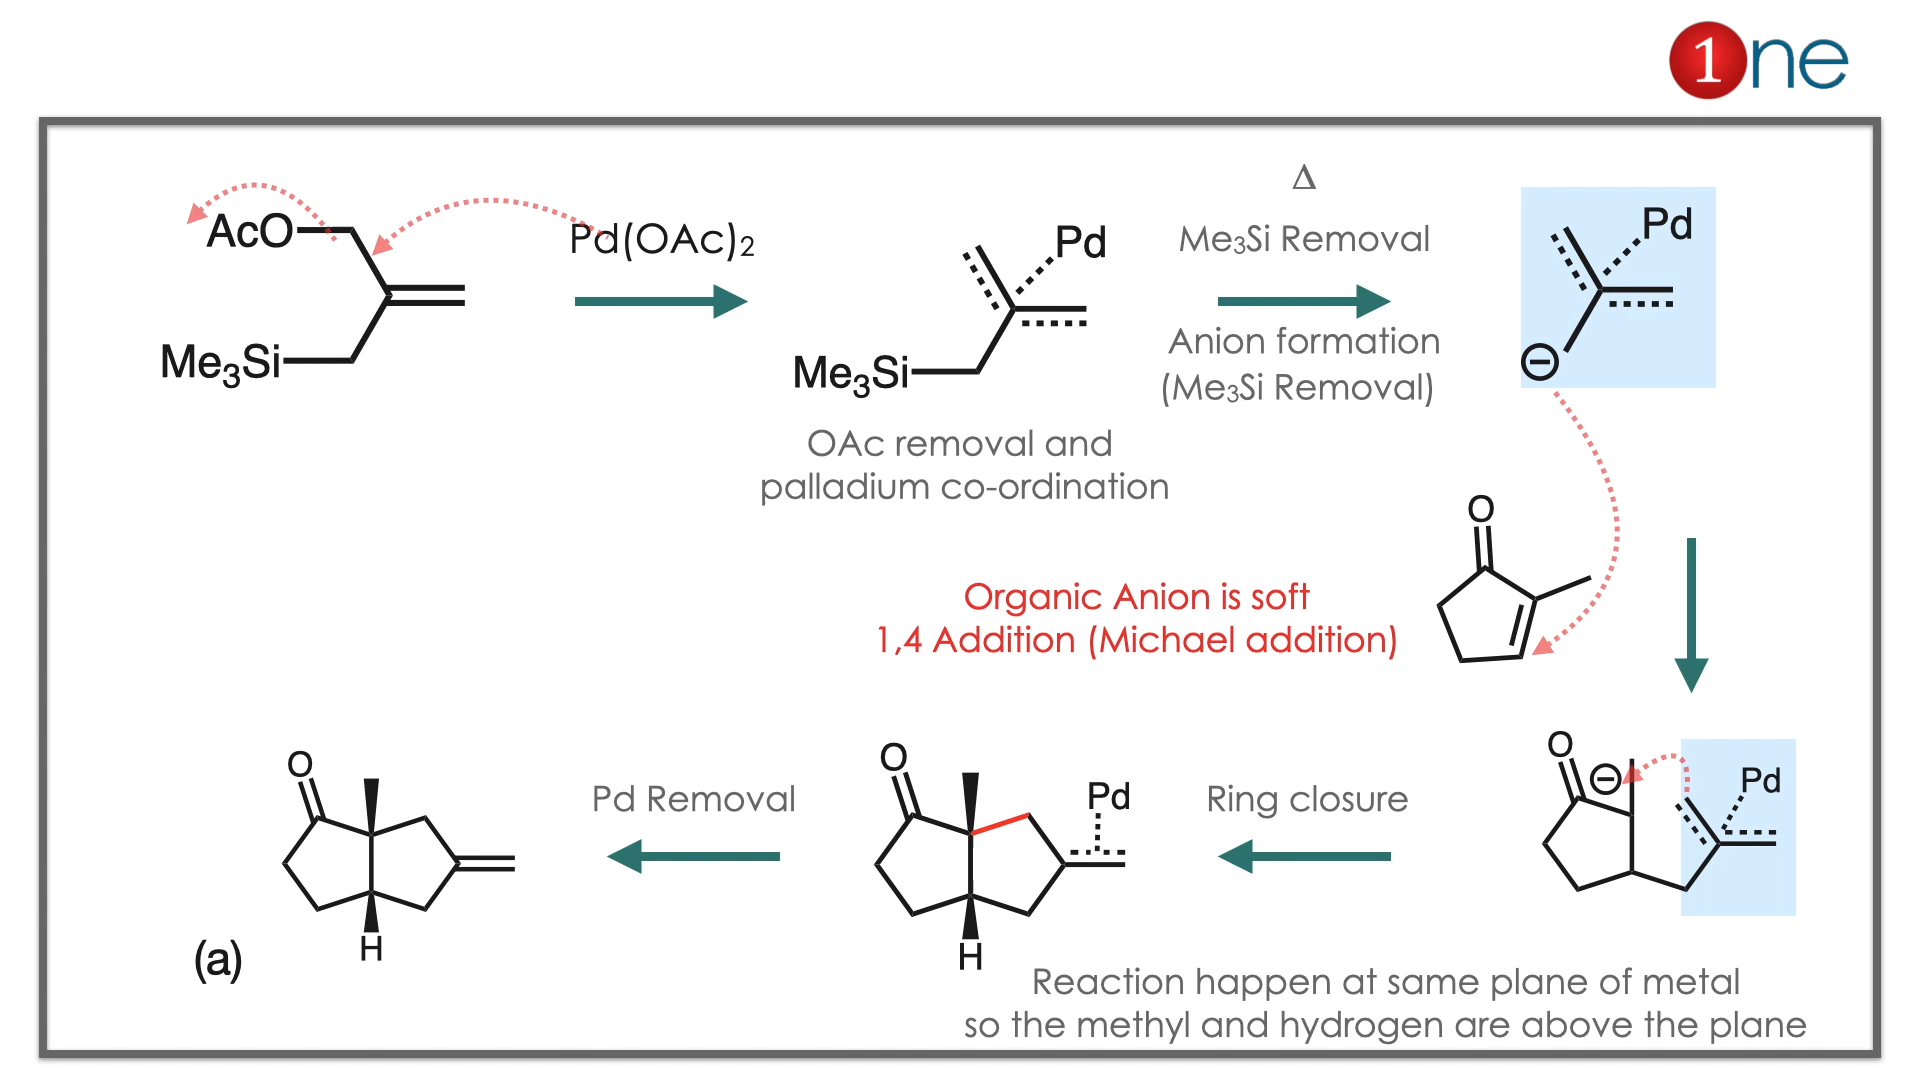 1ne
Δ
AcO
Pd(OAc)2
Pd
Me3Si Removal
Pd
Me3Si
Me3Si
Anion formation
(Me3Si Removal)
⊖
OAc removal and
palladium co-ordination
O
Organic Anion is soft
1,4 Addition (Michael addition)
O
Pd Removal
O
Pd
Ring closure
O
⊖
Pd
H
H
(a)
Reaction happen at same plane of metal
so the methyl and hydrogen are above the plane